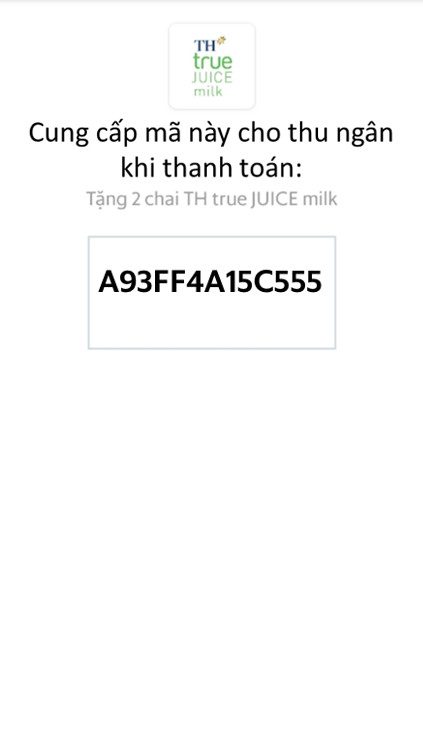 TH
true
JUICE
milk
Cung cấp mã này cho thu ngân
khi thanh toán:
Tặng 2 chai TH true JUICE milk
A93FF4A15C555